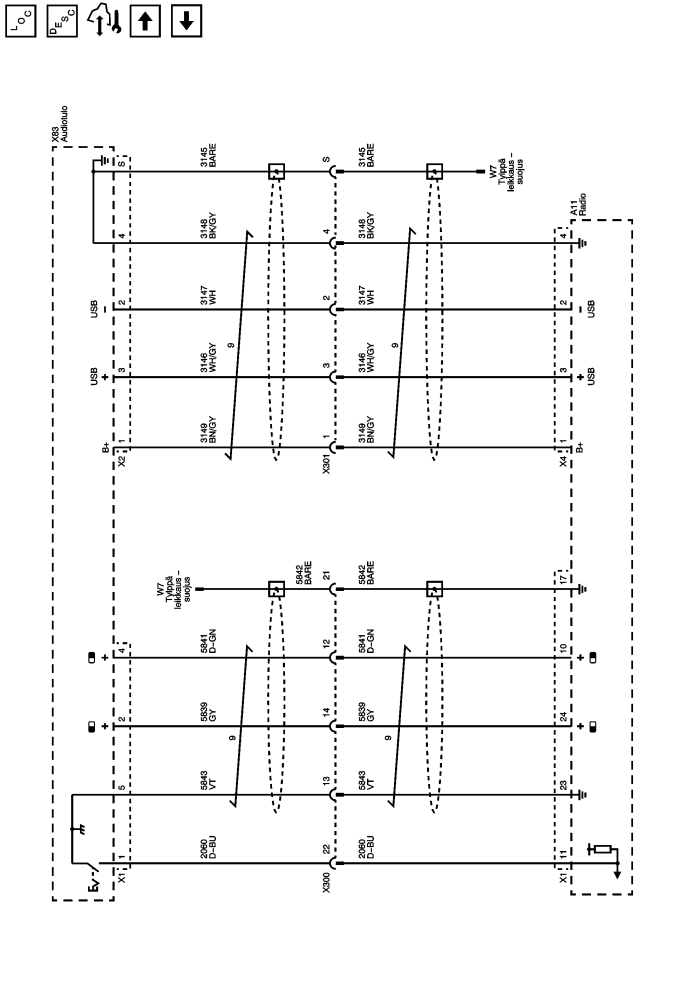 LOC
DESC
X83
Audiotulo
S
3145
BARE
S
3145
BARE
W7
Tylppä
leikkaus –
suojus
4
3148
BK/GY
4
3148
BK/GY
4
A11
Radio
USB
–
2
3147
WH
2
3147
WH
2
–
USB
USB
+
3
3146
WH/GY
3
3146
WH/GY
3
+
USB
9
9
B+
1
3149
BN/GY
1
3149
BN/GY
1
B+
X2
X301
X4
W7
Tylppä
leikkaus –
suojus
5842
BARE
21
5842
BARE
17
+
4
5841
D–GN
12
5841
D–GN
10
+
+
2
5839
GY
14
5839
GY
24
+
9
9
5
5843
VT
13
5843
VT
23
1
2060
D–BU
22
2060
D–BU
11
X1
X300
X1